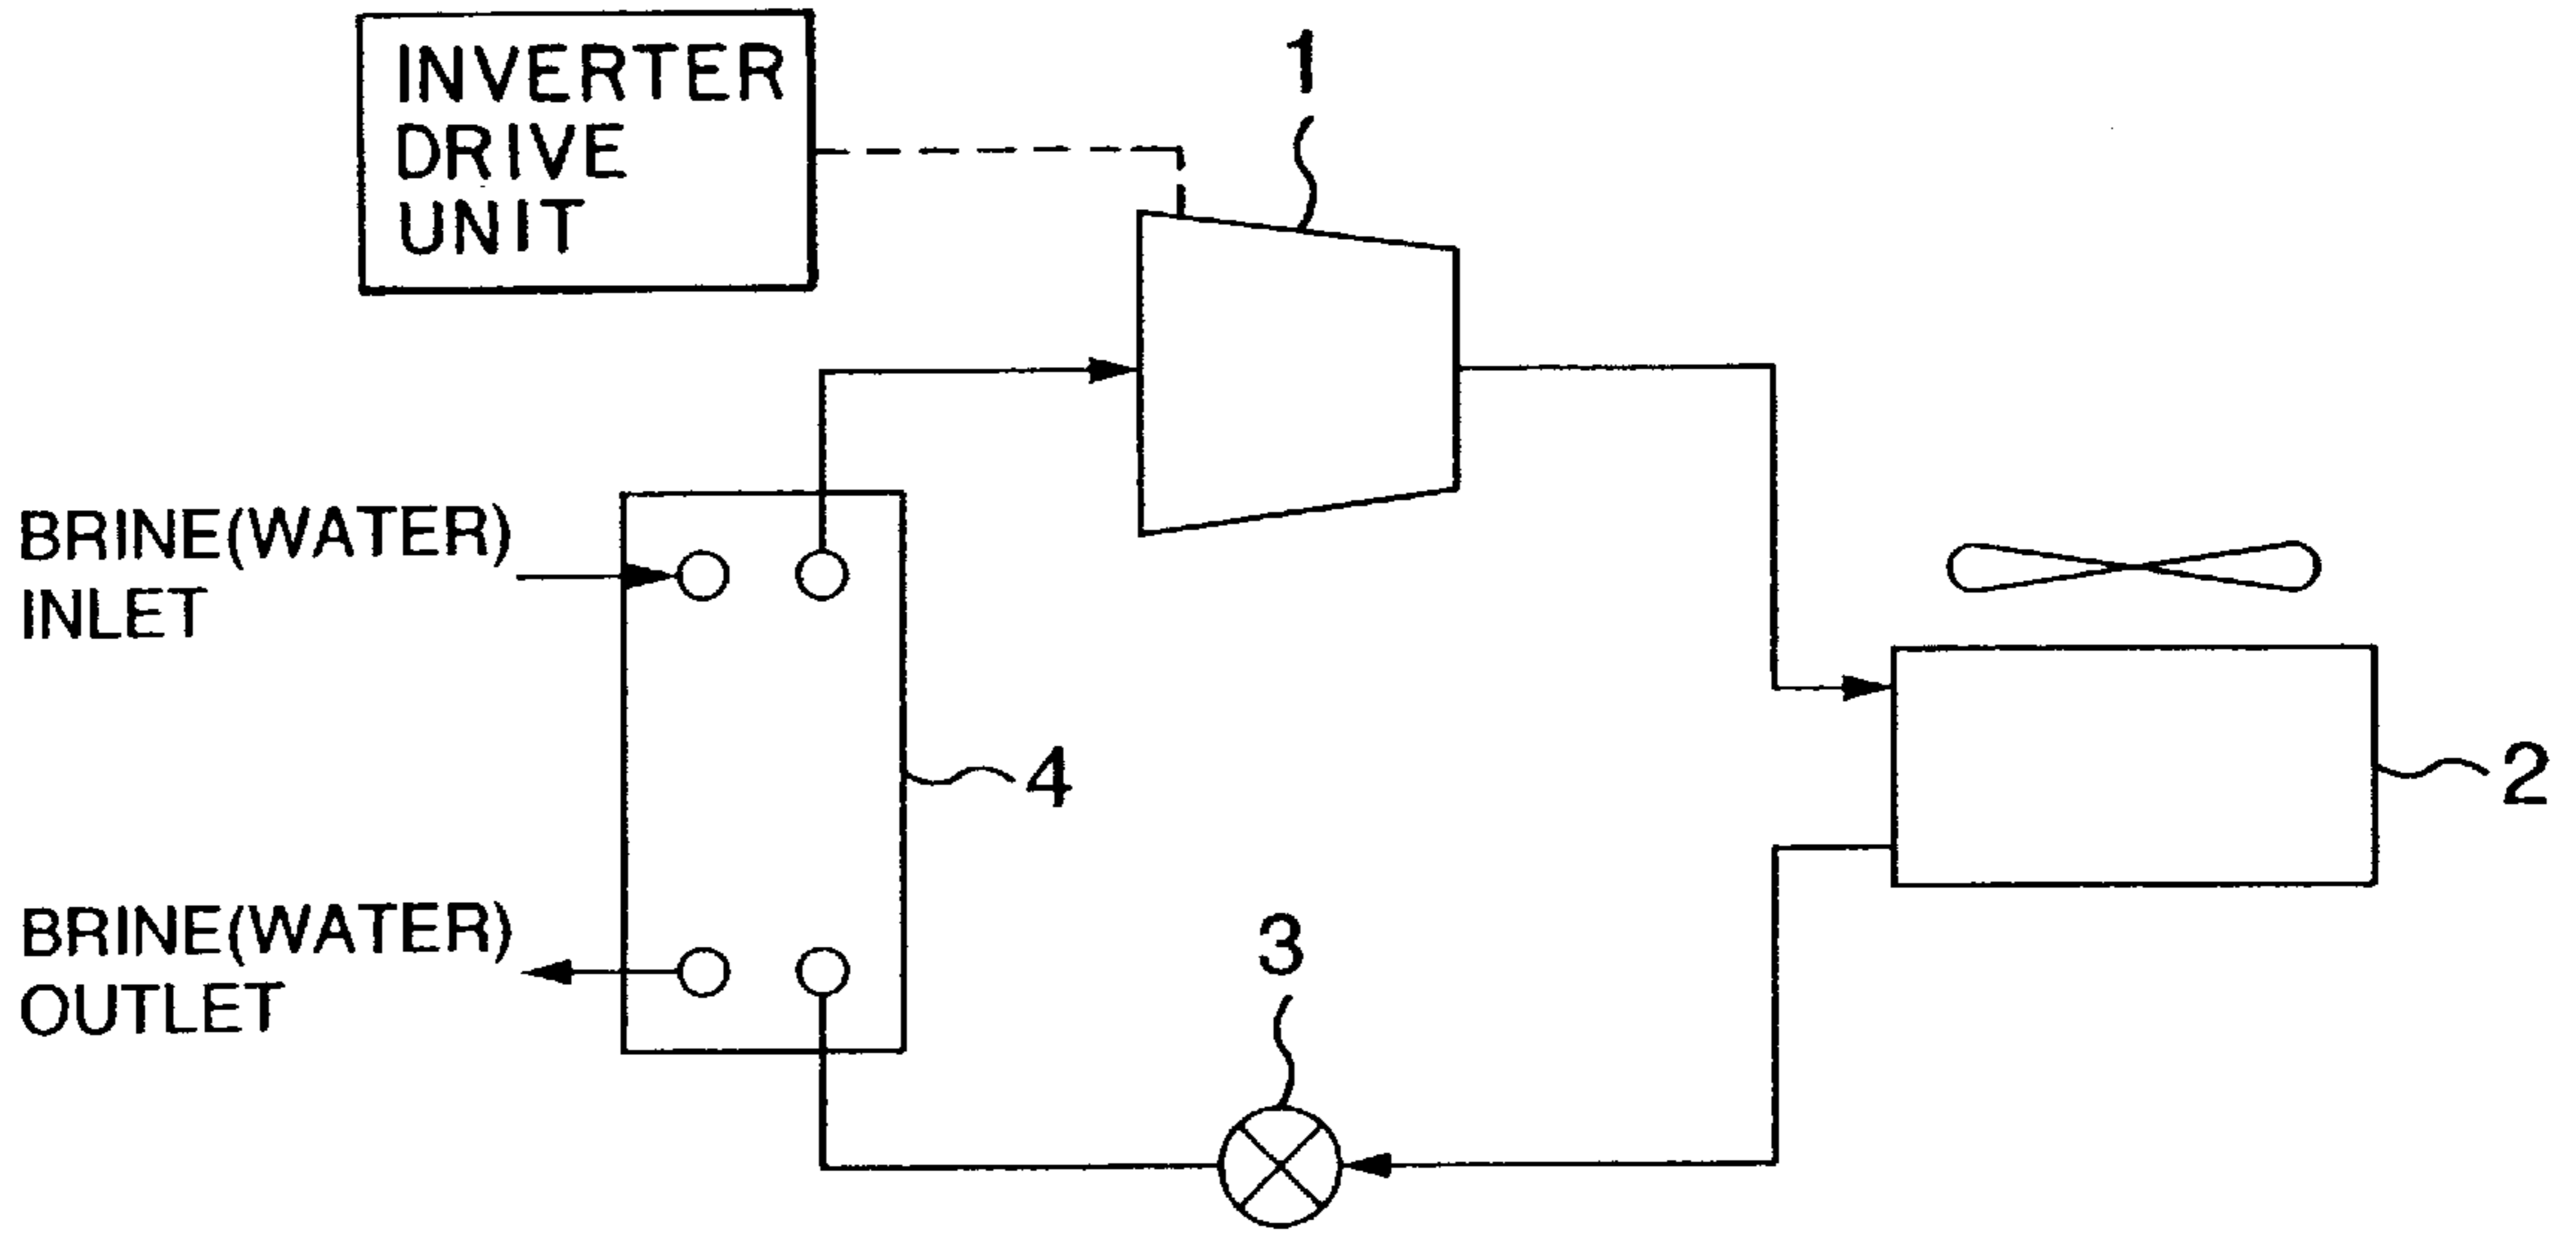 INVERTER
DRIVE
UNIT
1
BRINE(WATER)
INLET
4
2
BRINE(WATER)
OUTLET
3